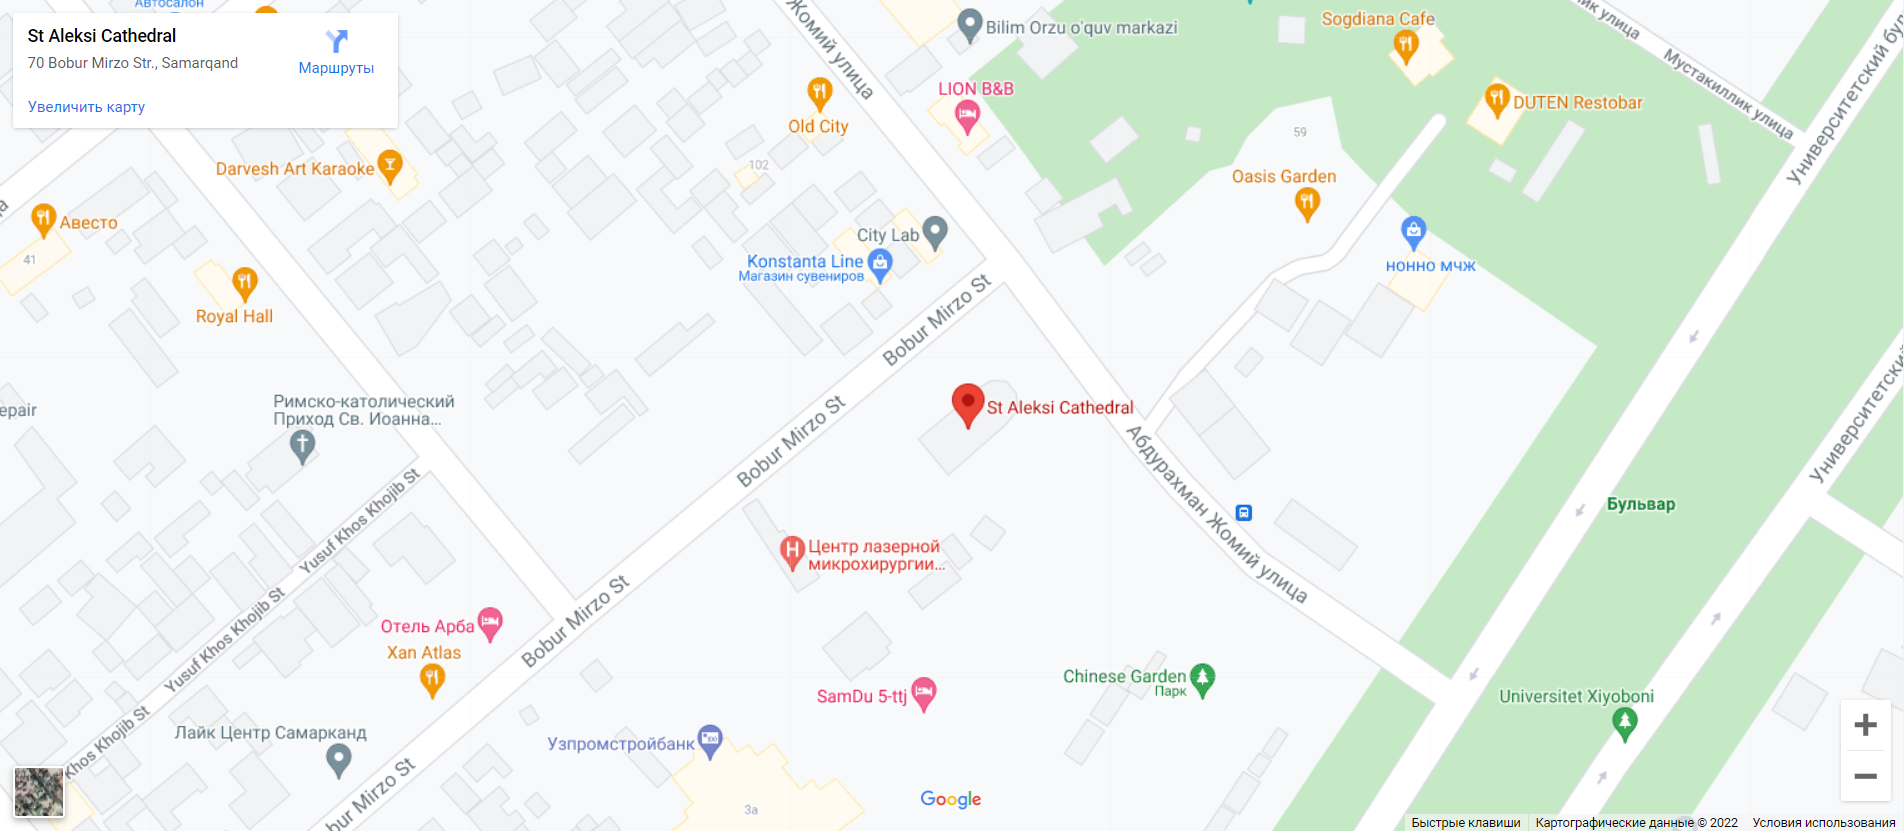 Автосалон
St Aleksi Cathedral
70 Bobur Mirzo Str., Samarqand
Маршруты
Увеличить карту
Bilim Orzu o'quv markazi
Sogdiana Cafe
улица
Мустакиллик улица
Университетский
Жомий улица
LION B&B
DUTEN Restobar
Old City
59
102
Darvesh Art Karaoke
Oasis Garden
Авесто
41
City Lab
Konstanta Line
Магазин сувениров
нонно мчж
Royal Hall
Bobur Mirzo St
Римско-католический
Приход Св. Иоанна...
epair
St Aleksi Cathedral
Bobur Mirzo St
Абдурахман Жомий улица
Университетский
Yusuf Khos Khojib St
Бульвар
Центр лазерной
микрохирургии...
Yusuf Khos Khojib St
Отель Арба
Bobur Mirzo St
Xan Atlas
Chinese Garden
Парк
SamDu 5-ttj
Universitet Xiyoboni
Лайк Центр Самарканд
Узпромстройбанк
Khos Khojib St
bur Mirzo St
3а
Google
Быстрые клавиши
Картографические данные © 2022
Условия использования